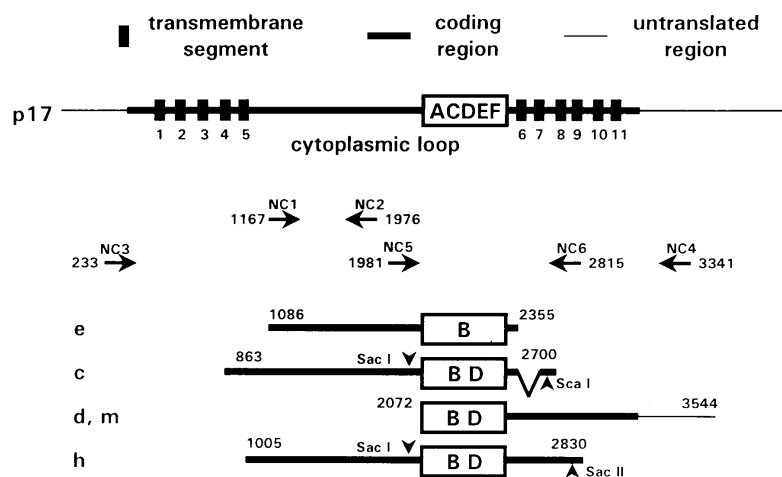 transmembrane segment
coding region
untranslated region
p17
ACDEF
1 2 3 4 5
6 7 8 9 10 11
cytoplasmic loop
NC1 NC2
1167 1976
NC3 NC5 NC6 NC4
233 1981 2815 3341
e 1086 B 2355
c 863 Sac I B D 2700 Sca I
d, m 2072 B D 3544
h 1005 Sac I B D 2830 Sac II